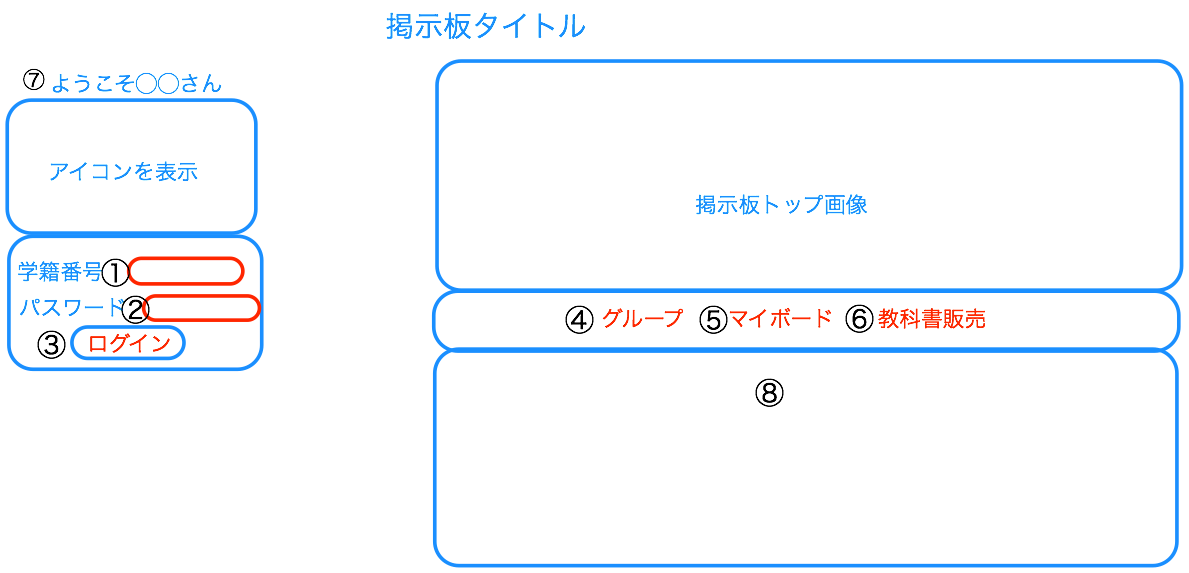 掲示板タイトル
⑦ ようこそ◯◯さん
アイコンを表示
学籍番号①
パスワード②
③ ログイン
掲示板トップ画像
④ グループ ⑤マイボード ⑥教科書販売
⑧